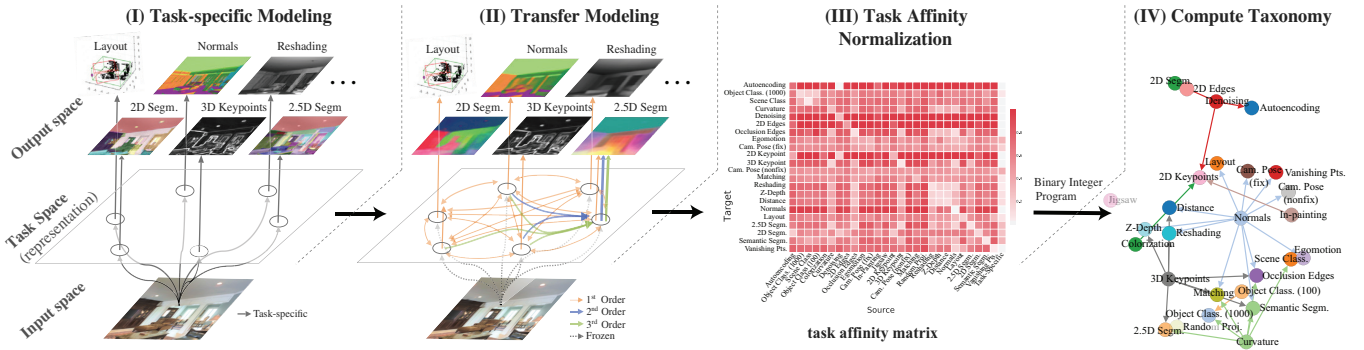 (I) Task-specific Modeling
Layout
Normals
Reshading
2D Segm.
3D Keypoints
2.5D Segm
Output space
Task Space
(representation)
Input space
Task-specific
(II) Transfer Modeling
Layout
Normals
Reshading
2D Segm.
3D Keypoints
2.5D Segm
1st Order
2nd Order
3rd Order
Frozen
(III) Task Affinity
Normalization
Autoencoding
Object Class. (1000)
Scene Class
Curvature
Denoising
2D Edges
Occlusion Edges
Egomotion
Cam. Pose (fix)
2D Keypoint
3D Keypoint
Cam. Pose (nonfix)
Matching
Reshading
Z-Depth
Distance
Normals
Layout
2.5D Segm.
2D Segm.
Semantic Segm.
Vanishing Pts.
Target
Autoencoding
Source
task affinity matrix
Binary Integer
Program
(IV) Compute Taxonomy
2D Segm.
2D Edges
Denoising
Autoencoding
Layout
2D Keypoints
Cam. Pose
(fix)
Vanishing Pts.
Cam. Pose
(nonfix)
Jigsaw
Distance
Normals
In-painting
Z-Depth
Reshading
Colorization
Egomotion
Scene Class.
3D Keypoints
Occlusion Edges
Matching
Object Class. (100)
Semantic Segm.
Object Class. (1000)
Random Proj.
2.5D Segm.
Curvature